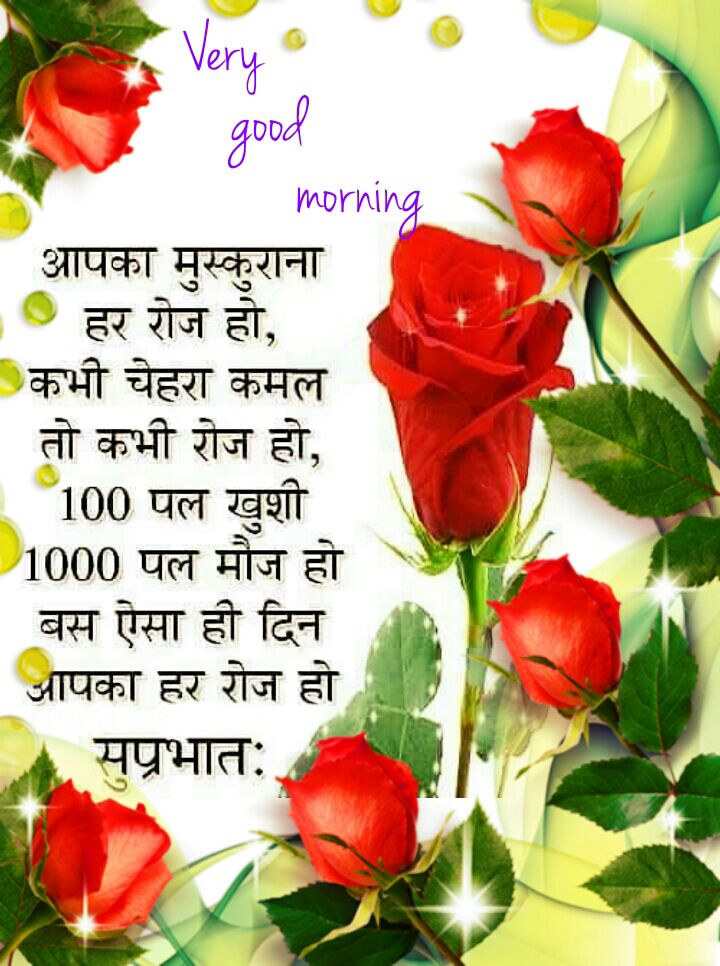 Very
good
morning
आपका मुस्कुराना
हर रोज हो,
कभी चेहरा कमल
तो कभी रोज हो,
100 पल खुशी
1000 पल मौज हो
बस ऐसा ही दिन
आपका हर रोज हो
सुप्रभात: